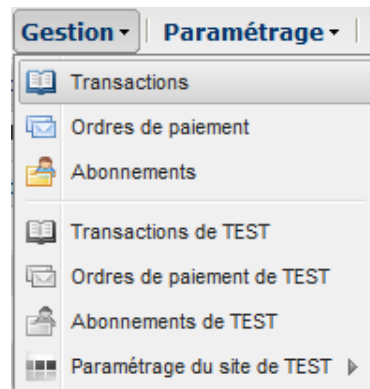 Gestion Paramétrage
Transactions
Ordres de paiement
Abonnements
Transactions de TEST
Ordres de paiement de TEST
Abonnements de TEST
Paramétrage du site de TEST